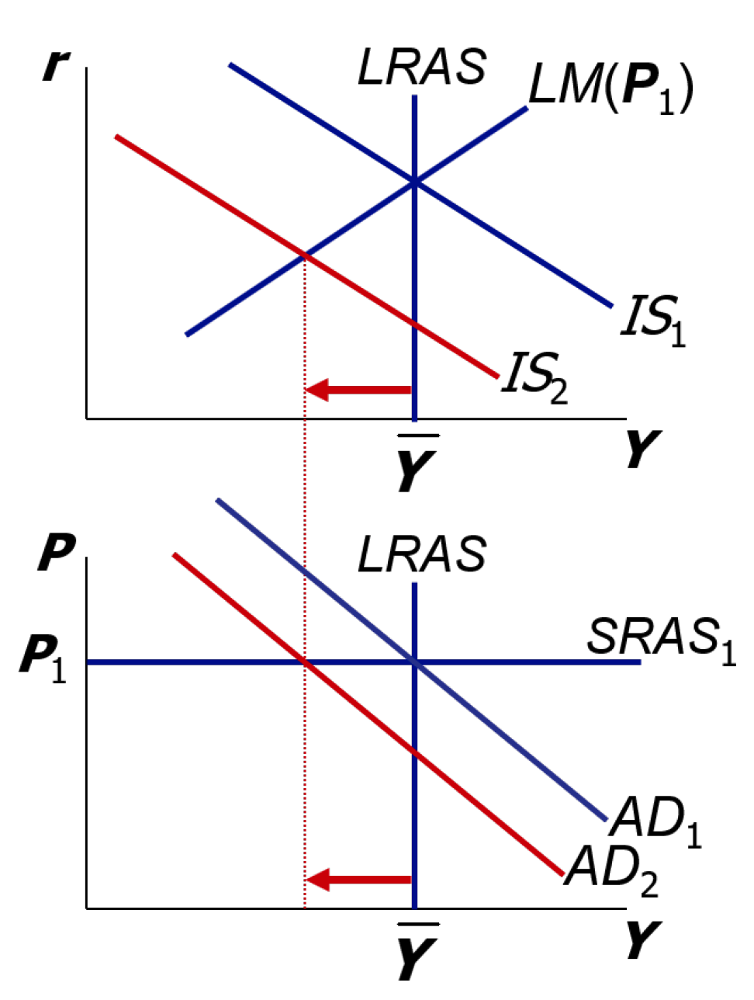 r
LRAS
LM(P₁)
IS₁
IS₂
Y̅
Y
P
LRAS
P₁
SRAS₁
AD₁
AD₂
Y̅
Y